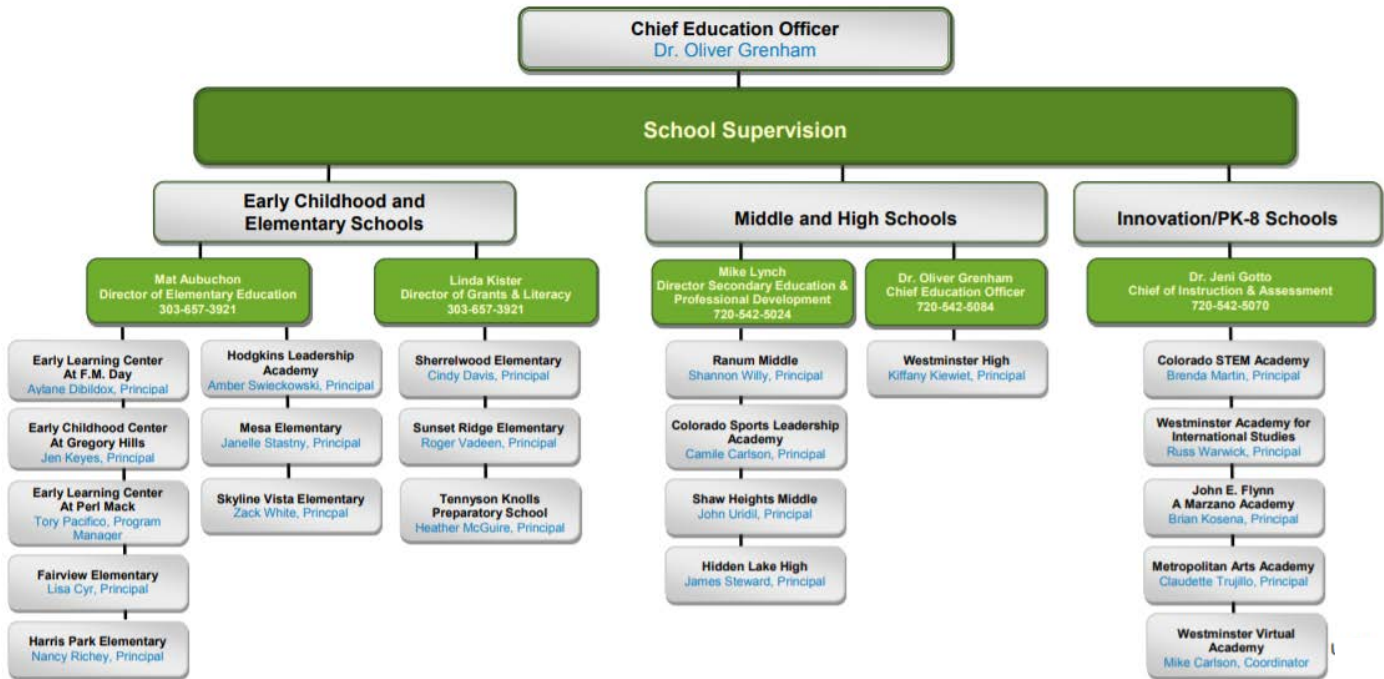 Chief Education Officer
Dr. Oliver Grenham
School Supervision
Early Childhood and
Elementary Schools
Mat Aubuchon
Director of Elementary Education
303-657-3921
Early Learning Center
At F.M. Day
Aylane Dibildox, Principal
Early Childhood Center
At Gregory Hills
Jen Keyes, Principal
Early Learning Center
At Perl Mack
Tory Pacifico, Program
Manager
Fairview Elementary
Lisa Cyr, Principal
Harris Park Elementary
Nancy Richey, Principal
Hodgkins Leadership
Academy
Amber Swieckowski, Principal
Mesa Elementary
Janelle Stastny, Principal
Skyline Vista Elementary
Zack White, Princpal
Linda Kister
Director of Grants & Literacy
303-657-3921
Sherrelwood Elementary
Cindy Davis, Principal
Sunset Ridge Elementary
Roger Vadeen, Principal
Tennyson Knolls
Preparatory School
Heather McGuire, Principal
Middle and High Schools
Mike Lynch
Director Secondary Education &
Professional Development
720-542-5024
Ranum Middle
Shannon Willy, Principal
Colorado Sports Leadership
Academy
Camile Carlson, Principal
Shaw Heights Middle
John Uridil, Principal
Hidden Lake High
James Steward, Principal
Dr. Oliver Grenham
Chief Education Officer
720-542-5084
Westminster High
Kiffany Kiewiet, Principal
Innovation/PK-8 Schools
Dr. Jeni Gotto
Chief of Instruction & Assessment
720-542-5070
Colorado STEM Academy
Brenda Martin, Principal
Westminster Academy for
International Studies
Russ Warwick, Principal
John E. Flynn
A Marzano Academy
Brian Kosena, Principal
Metropolitan Arts Academy
Claudette Trujillo, Principal
Westminster Virtual
Academy
Mike Carlson, Coordinator